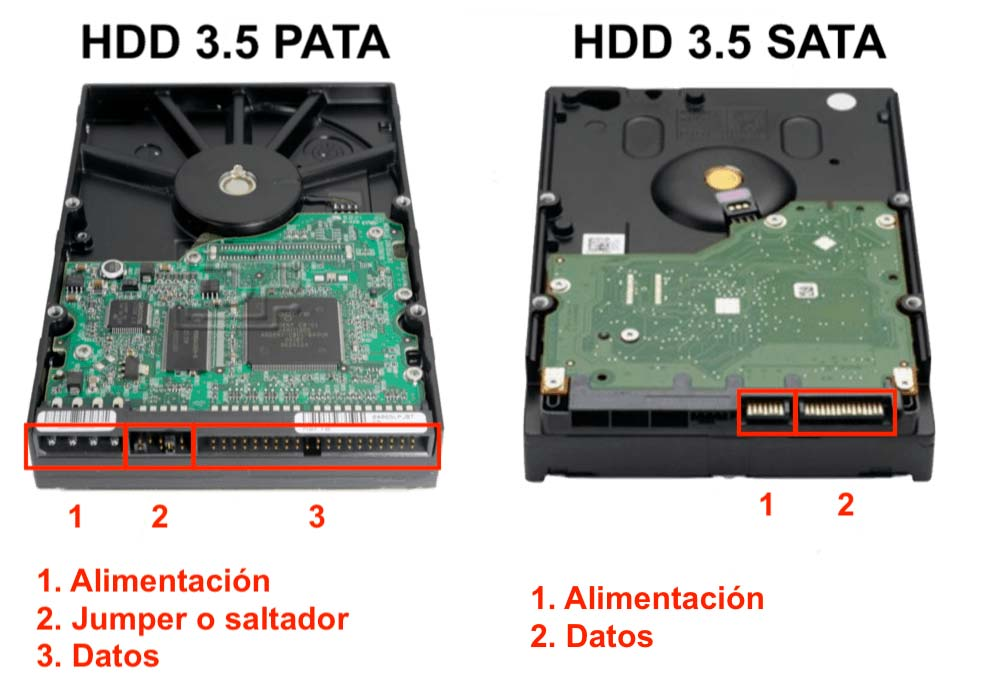 HDD 3.5 PATA
HDD 3.5 SATA
1
2
3
1
2
1. Alimentación
2. Jumper o saltador
3. Datos
1. Alimentación
2. Datos